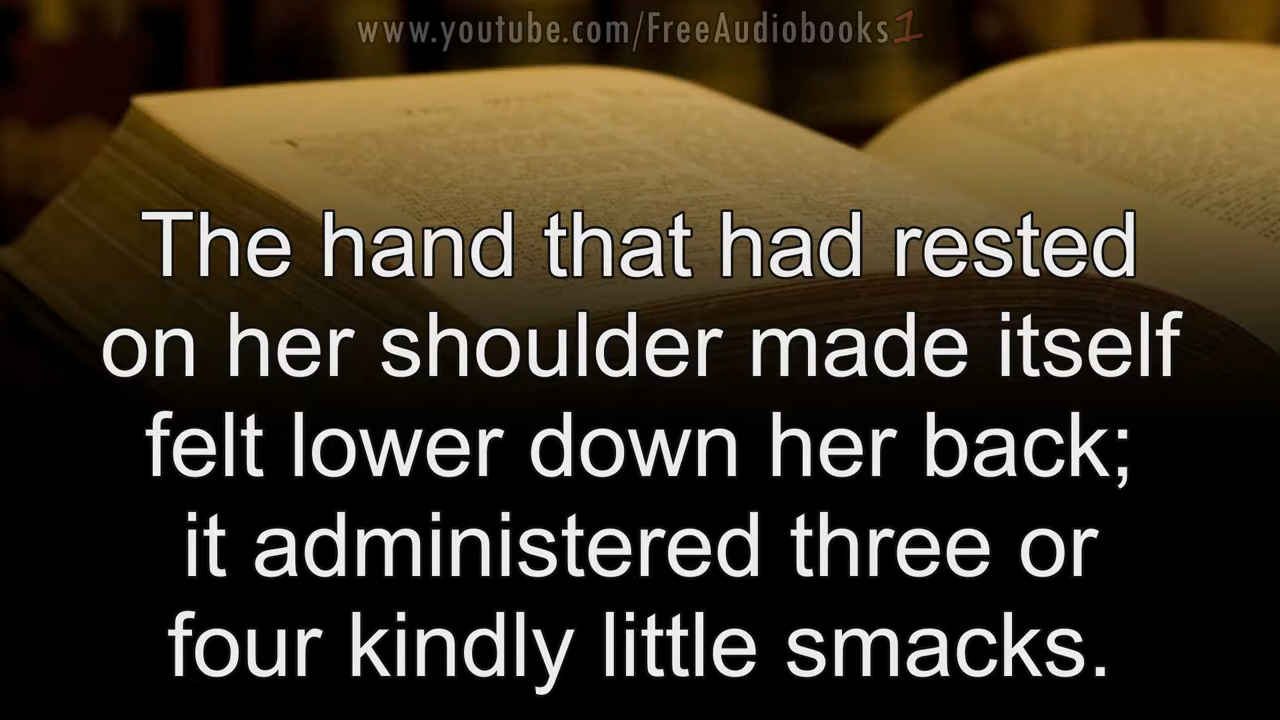 www.youtube.com/FreeAudiobooks1
The hand that had rested
on her shoulder made itself
felt lower down her back;
it administered three or
four kindly little smacks.